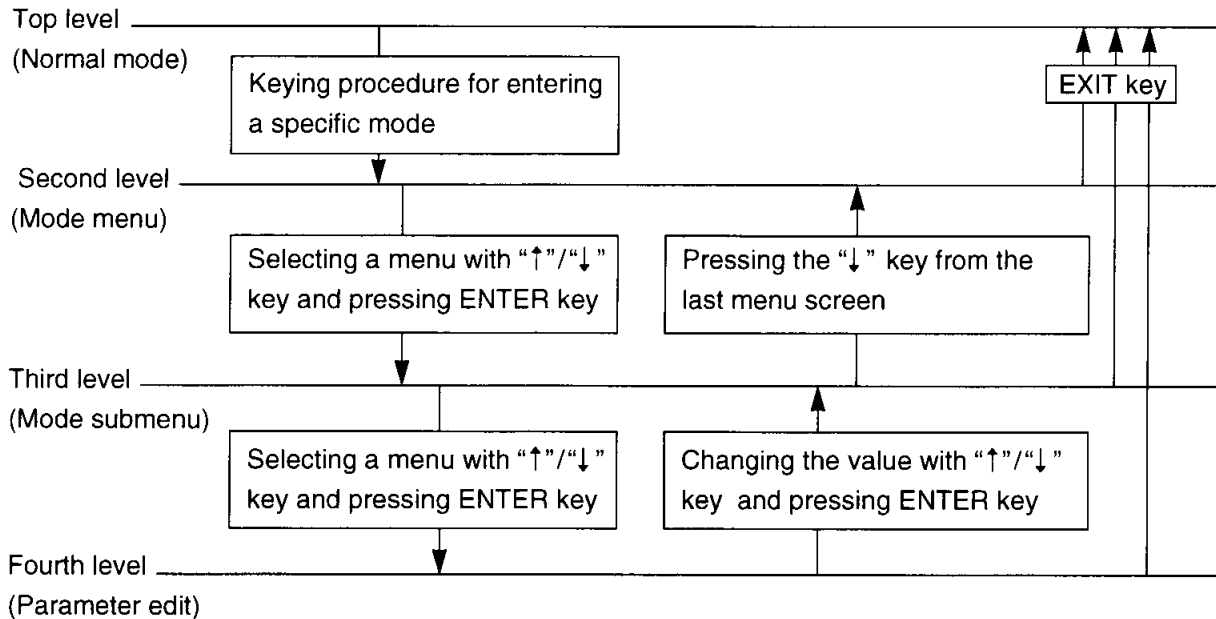 Top level
(Normal mode)
Keying procedure for entering
a specific mode
EXIT key
Second level
(Mode menu)
Selecting a menu with “↑”/“↓”
key and pressing ENTER key
Pressing the “↓” key from the
last menu screen
Third level
(Mode submenu)
Selecting a menu with “↑”/“↓”
key and pressing ENTER key
Changing the value with “↑”/“↓”
key and pressing ENTER key
Fourth level
(Parameter edit)